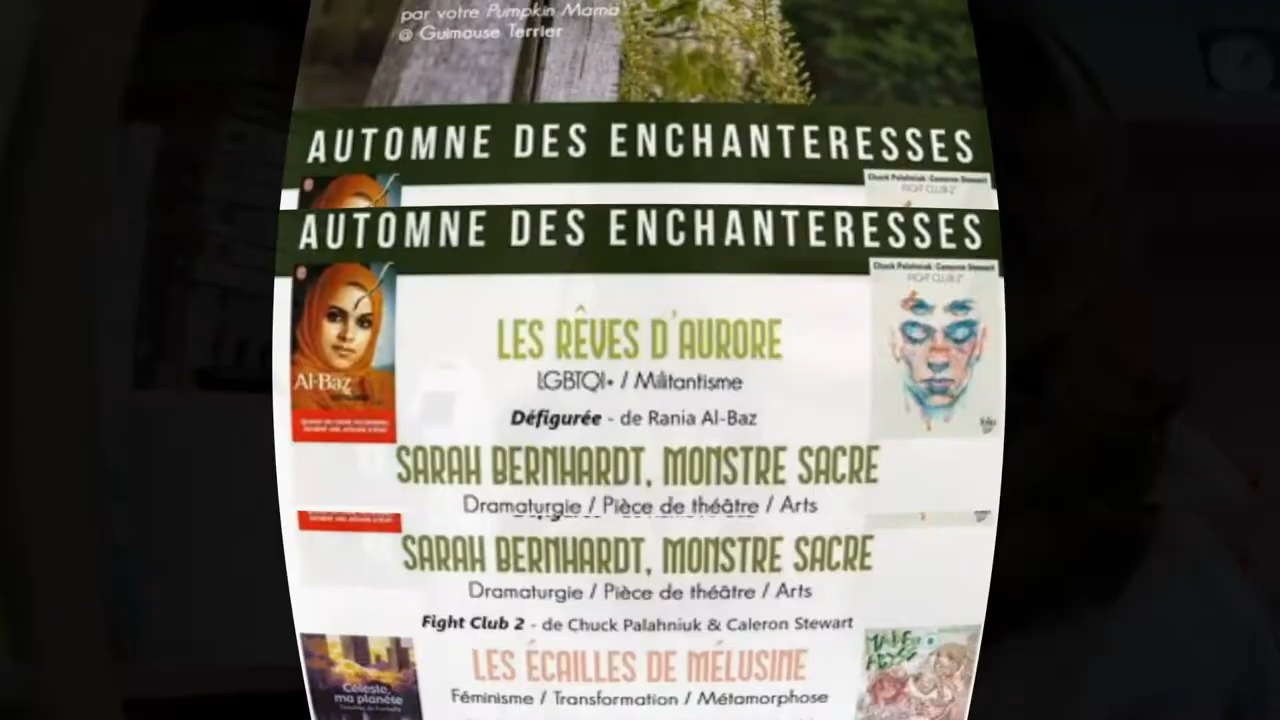 par votre Pumpkin Mama
@ Guimause Terrier
AUTOMNE DES ENCHANTERESSES
Chuck Palahniuk Cameron Stewart
FIGHT CLUB 2
AUTOMNE DES ENCHANTERESSES
Chuck Palahniuk Cameron Stewart
FIGHT CLUB 2
LES RÊVES D'AURORE
LGBTQI+ / Militantisme
Al-Baz
Défigurée - de Rania Al-Baz
SARAH BERNHARDT, MONSTRE SACRE
Dramaturgie / Pièce de théâtre / Arts
SARAH BERNHARDT, MONSTRE SACRE
Dramaturgie / Pièce de théâtre / Arts
Fight Club 2 - de Chuck Palahniuk & Caleron Stewart
MADE
ABYSS
LES ÉCAILLES DE MÉLUSINE
Céleste,
ma planète
Féminisme / Transformation / Métamorphose